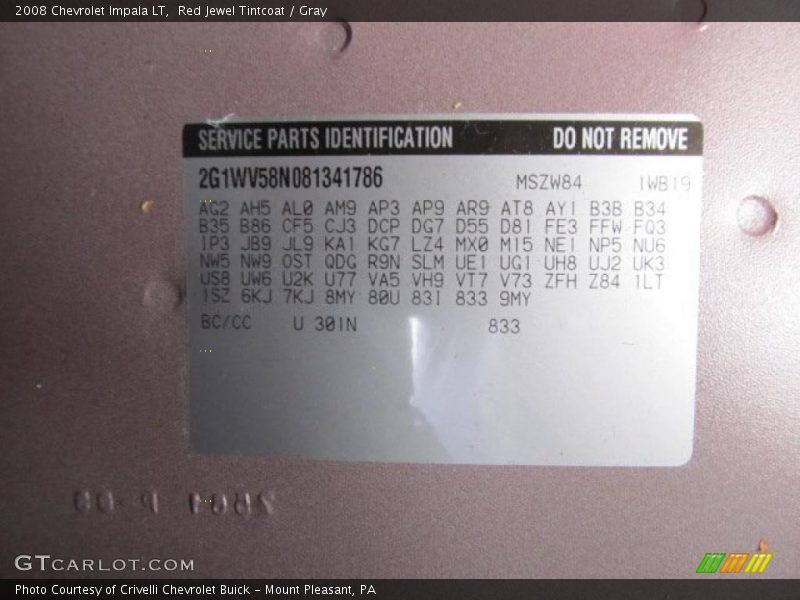 2008 Chevrolet Impala LT, Red Jewel Tintcoat / Gray
SERVICE PARTS IDENTIFICATION DO NOT REMOVE
2G1WV58N081341786 MSZW84 1WB19
AG2 AH5 AL0 AM9 AP3 AP9 AR9 AT8 AY1 B3B B34
B35 B86 CF5 CJ3 DCP DG7 D55 D81 FE3 FFW FQ3
1P3 JB9 JL9 KA1 KG7 LZ4 MX0 M15 NE1 NP5 NU6
NW5 NW9 OST QDG R9N SLM UE1 UG1 UH8 UJ2 UK3
US8 UW6 U2K U77 VA5 VH9 VT7 V73 ZFH Z84 1LT
1SZ 6KJ 7KJ 8MY 80U 83I 833 9MY
BC/CC U 301N 833
GTCARLOT.COM
Photo Courtesy of Crivelli Chevrolet Buick - Mount Pleasant, PA